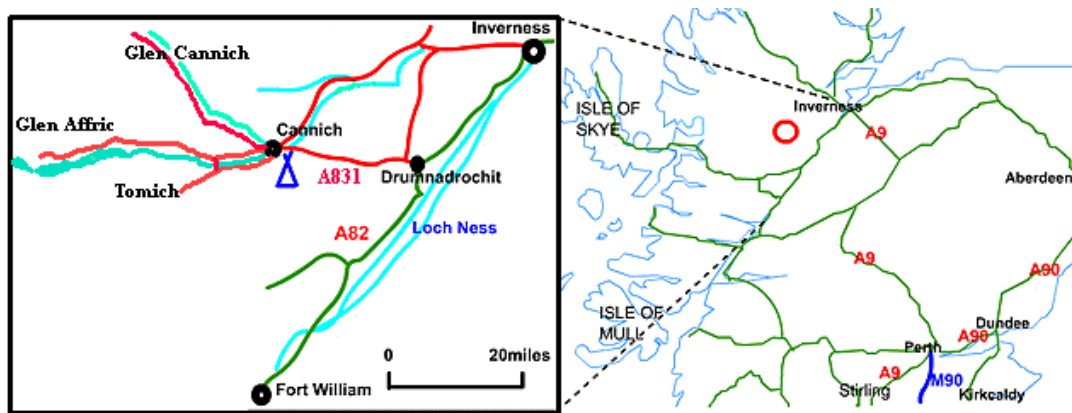 Inverness
Glen Cannich
Glen Affric
Cannich
Tomich
A831
Drumnadrochit
A82
Loch Ness
0 20miles
Fort William
ISLE OF
SKYE
Inverness
A9
Aberdeen
A9
A90
ISLE OF
MULL
Dundee
A90
Perth
A9
M90
Stirling
Kirkcaldy